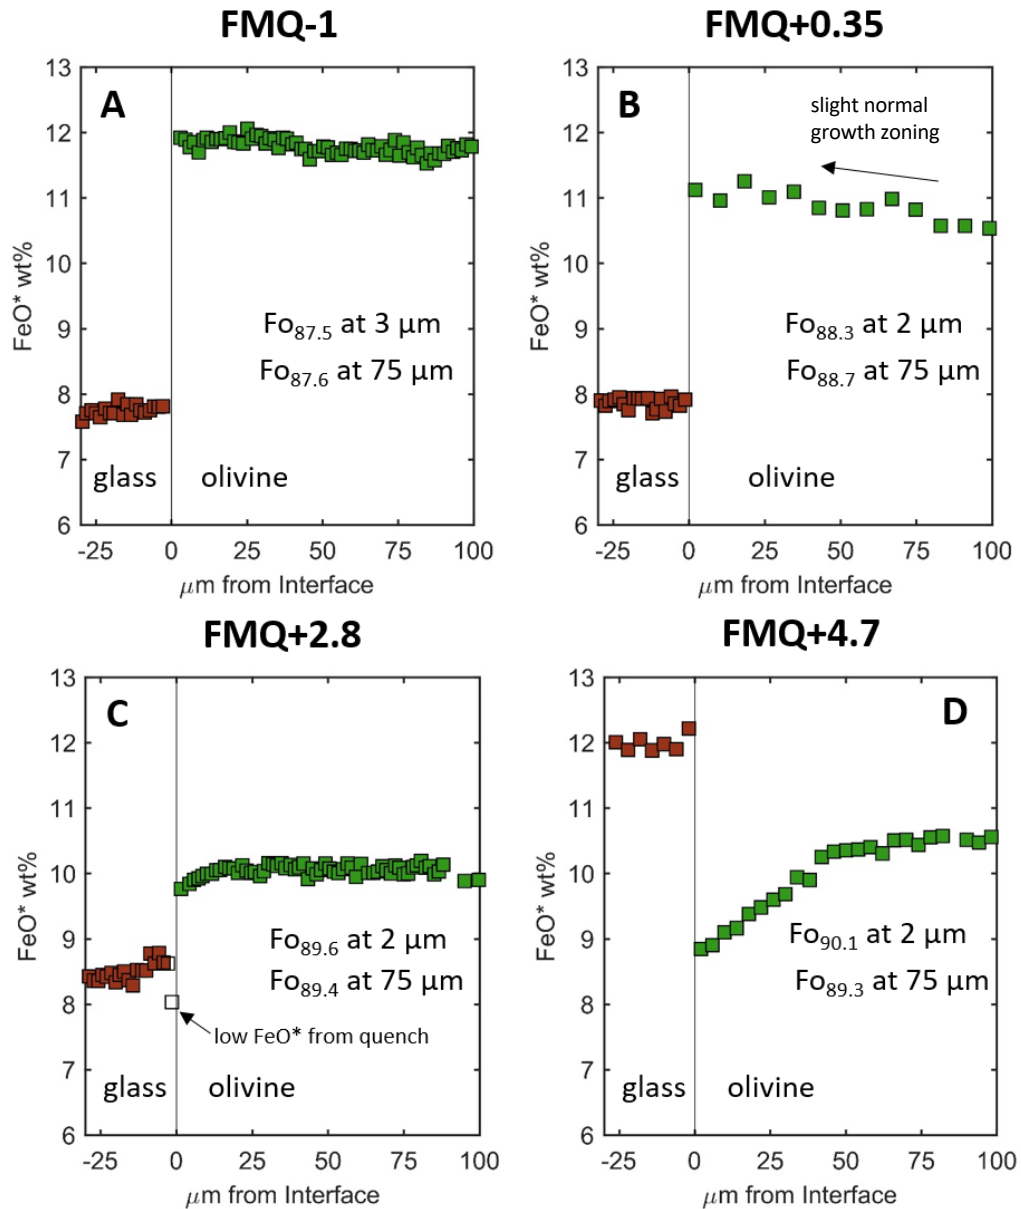 FMQ-1
A
13
12
11
10
9
8
7
6
FeO* wt%
Fo87.5 at 3 μm
Fo87.6 at 75 μm
glass
olivine
-25
0
25
50
75
100
μm from Interface
FMQ+0.35
B
slight normal
growth zoning
13
12
11
10
9
8
7
6
FeO* wt%
Fo88.3 at 2 μm
Fo88.7 at 75 μm
glass
olivine
-25
0
25
50
75
100
μm from Interface
FMQ+2.8
C
13
12
11
10
9
8
7
6
FeO* wt%
Fo89.6 at 2 μm
Fo89.4 at 75 μm
low FeO* from quench
glass
olivine
-25
0
25
50
75
100
μm from Interface
FMQ+4.7
D
13
12
11
10
9
8
7
6
FeO* wt%
Fo90.1 at 2 μm
Fo89.3 at 75 μm
glass
olivine
-25
0
25
50
75
100
μm from Interface